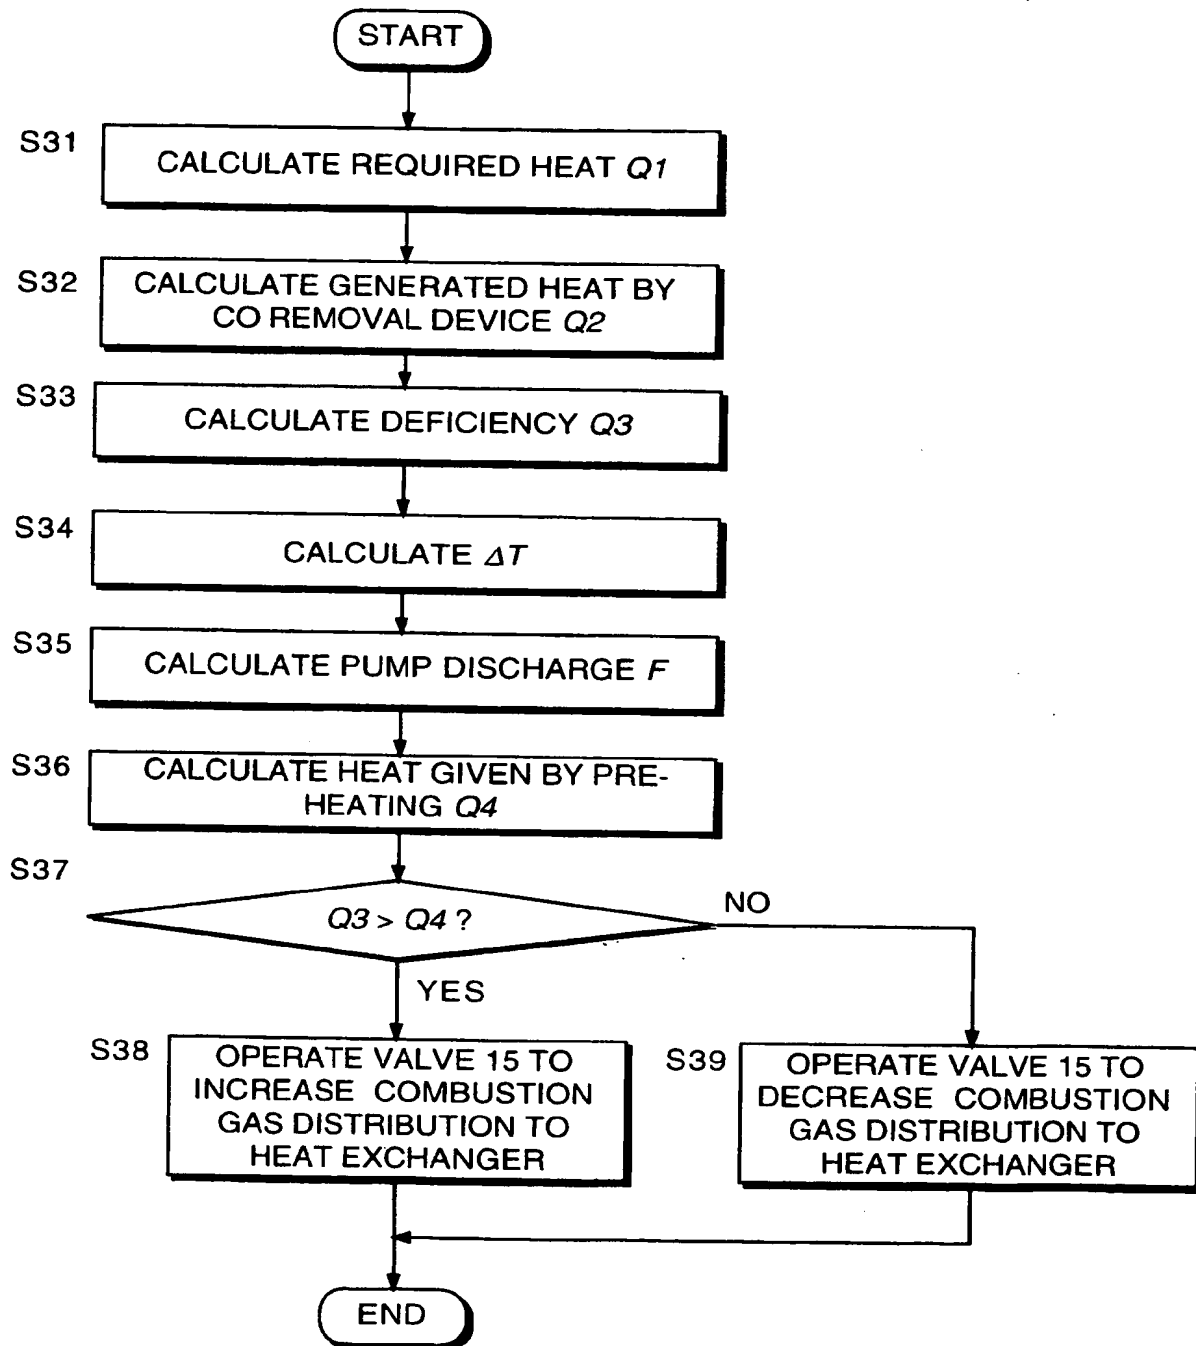 START
S31
CALCULATE REQUIRED HEAT Q1
S32
CALCULATE GENERATED HEAT BY
CO REMOVAL DEVICE Q2
S33
CALCULATE DEFICIENCY Q3
S34
CALCULATE ΔT
S35
CALCULATE PUMP DISCHARGE F
S36
CALCULATE HEAT GIVEN BY PRE-
HEATING Q4
S37
Q3 > Q4 ?
NO
YES
S38
OPERATE VALVE 15 TO
INCREASE COMBUSTION
GAS DISTRIBUTION TO
HEAT EXCHANGER
S39
OPERATE VALVE 15 TO
DECREASE COMBUSTION
GAS DISTRIBUTION TO
HEAT EXCHANGER
END